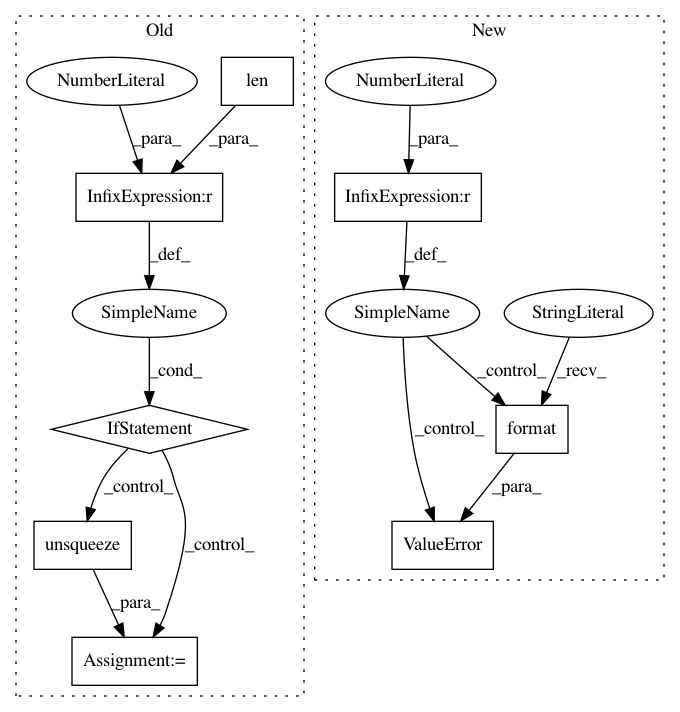 Old
New
NumberLiteral
len
NumberLiteral
_para_
_para_
_para_
InfixExpression:r
InfixExpression:r
_def_
_def_
SimpleName
SimpleName
StringLiteral
_cond_
_control_
_recv_
IfStatement
format
_control_
_control_
_control_
_para_
unsqueeze
ValueError
_para_
Assignment:=